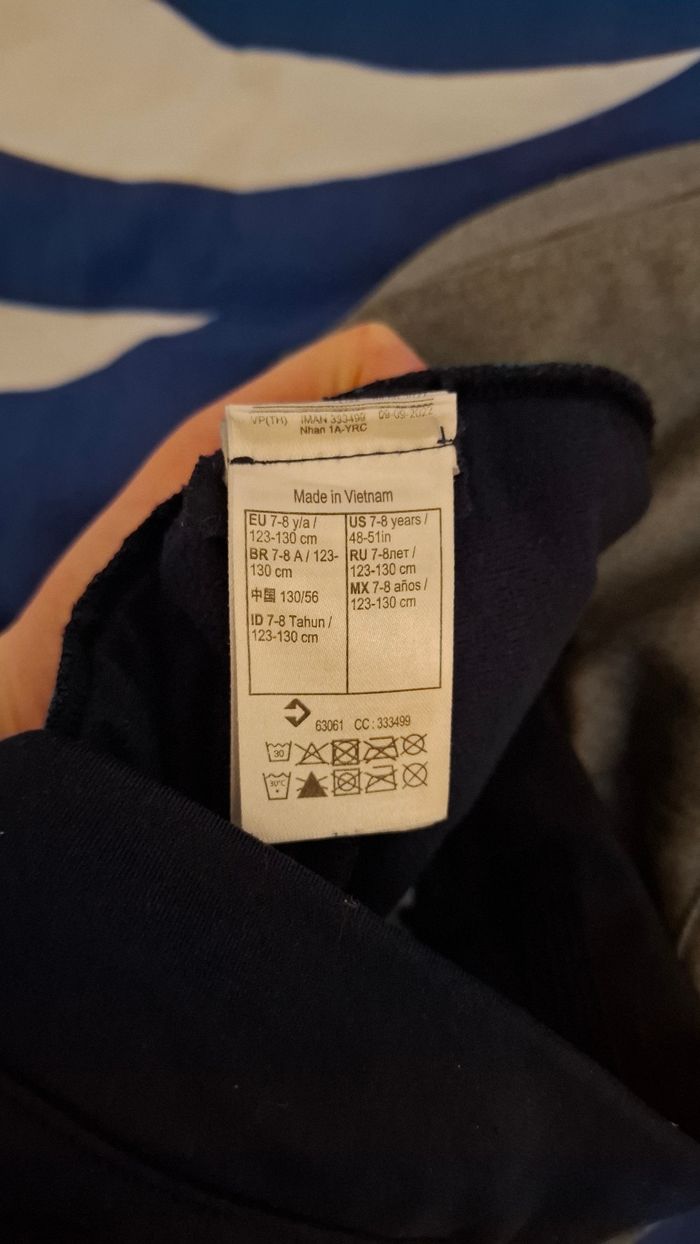 VP(TH) IMAN 333499 09-09-2022
Nhan 1A-YRC
Made in Vietnam
EU 7-8 y/a /
123-130 cm
BR 7-8 A / 123-
130 cm
中国 130/56
ID 7-8 Tahun /
123-130 cm
US 7-8 years /
48-51in
RU 7-8лет /
123-130 cm
MX 7-8 años /
123-130 cm
63061 CC : 333499
30
30°C